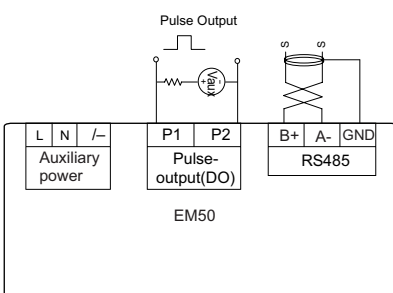 Pulse Output
S S
- Vaux +
L N /– P1 P2 B+ A- GND
Auxiliary power
Pulse-output(DO)
RS485
EM50